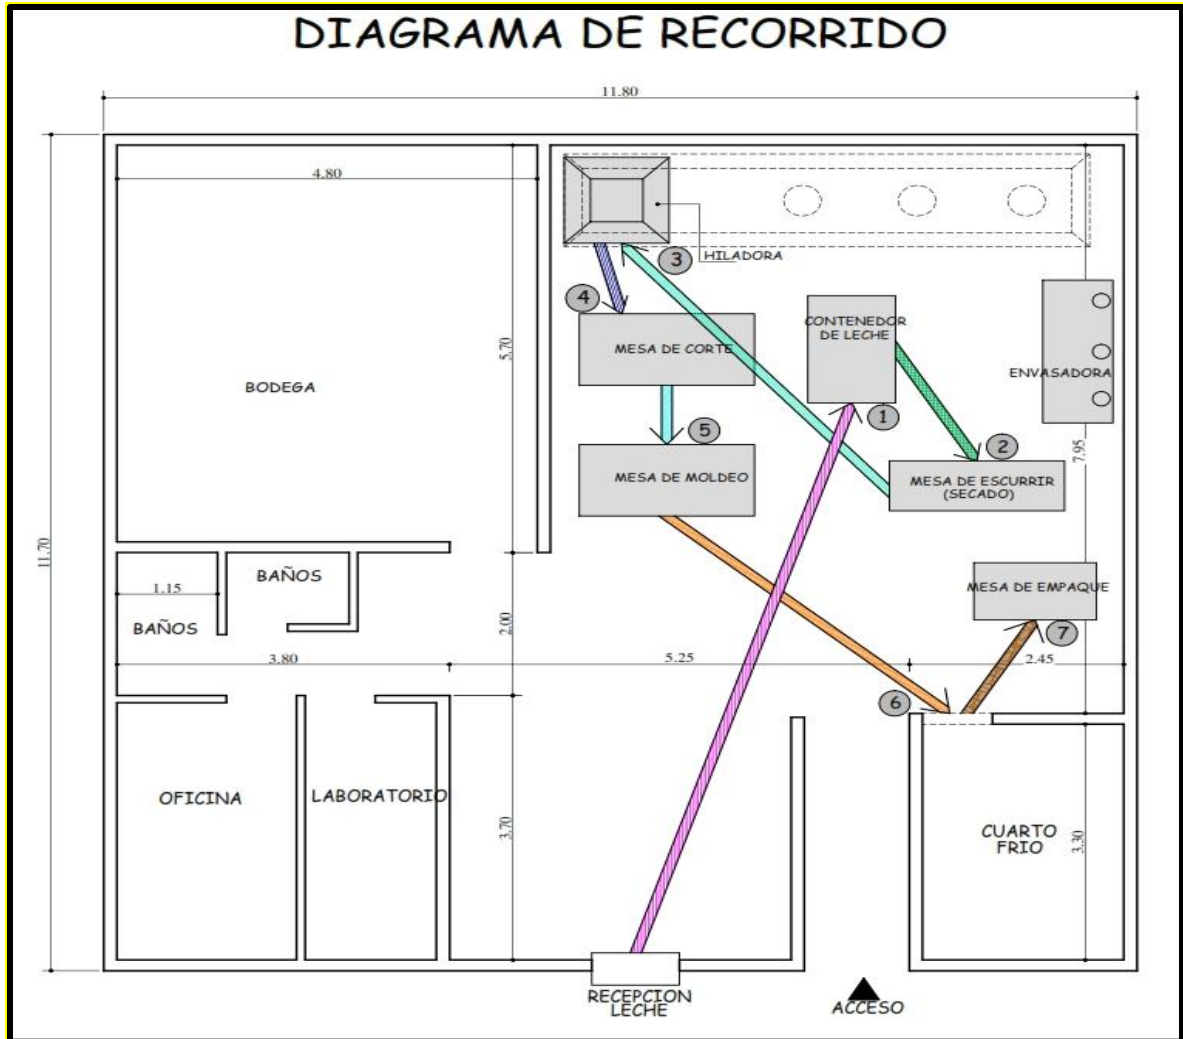 DIAGRAMA DE RECORRIDO
11.80
4.80
HILADORA
3
4
MESA DE CORTE
CONTENEDOR
DE LECHE
ENVASADORA
5.70
BODEGA
1
5
2
7.95
MESA DE MOLDEO
MESA DE ESCURRIR
(SECADO)
11.70
BAÑOS
1.15
BAÑOS
2.00
MESA DE EMPAQUE
7
3.80
5.25
2.45
6
OFICINA
LABORATORIO
3.70
CUARTO
FRIO
3.30
RECEPCION
LECHE
ACCESO